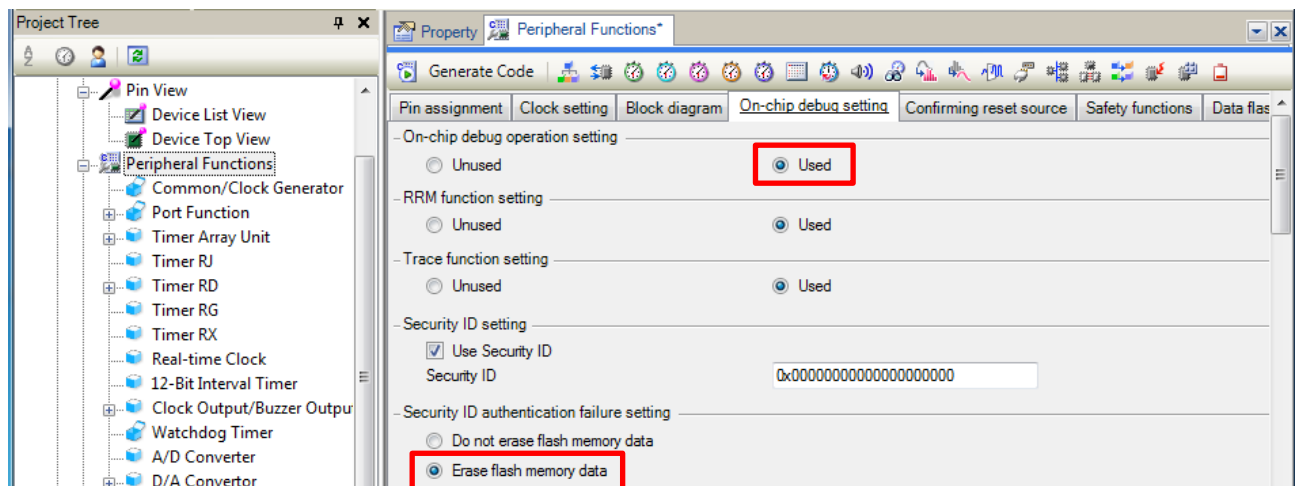 Project Tree
Pin View
Device List View
Device Top View
Peripheral Functions
Common/Clock Generator
Port Function
Timer Array Unit
Timer RJ
Timer RD
Timer RG
Timer RX
Real-time Clock
12-Bit Interval Timer
Clock Output/Buzzer Outpu
Watchdog Timer
A/D Converter
D/A Convertor
Property Peripheral Functions*
Generate Code
Pin assignment Clock setting Block diagram On-chip debug setting Confirming reset source Safety functions Data flas
On-chip debug operation setting
Unused Used
RRM function setting
Unused Used
Trace function setting
Unused Used
Security ID setting
Use Security ID
Security ID 0x00000000000000000000
Security ID authentication failure setting
Do not erase flash memory data
Erase flash memory data